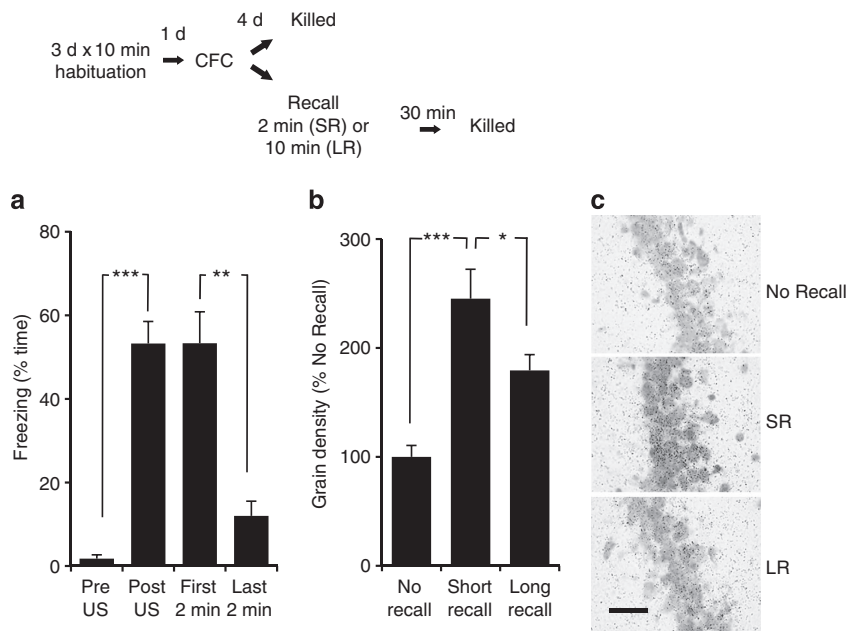 4 d
Killed
1 d
3 d x 10 min
habituation
CFC
Recall
2 min (SR) or
10 min (LR)
30 min
Killed
a
80
60
40
20
0
Freezing (% time)
***
**
Pre
US
Post
US
First
2 min
Last
2 min
b
300
200
100
0
Grain density (% No Recall)
***
*
No
recall
Short
recall
Long
recall
c
No Recall
SR
LR